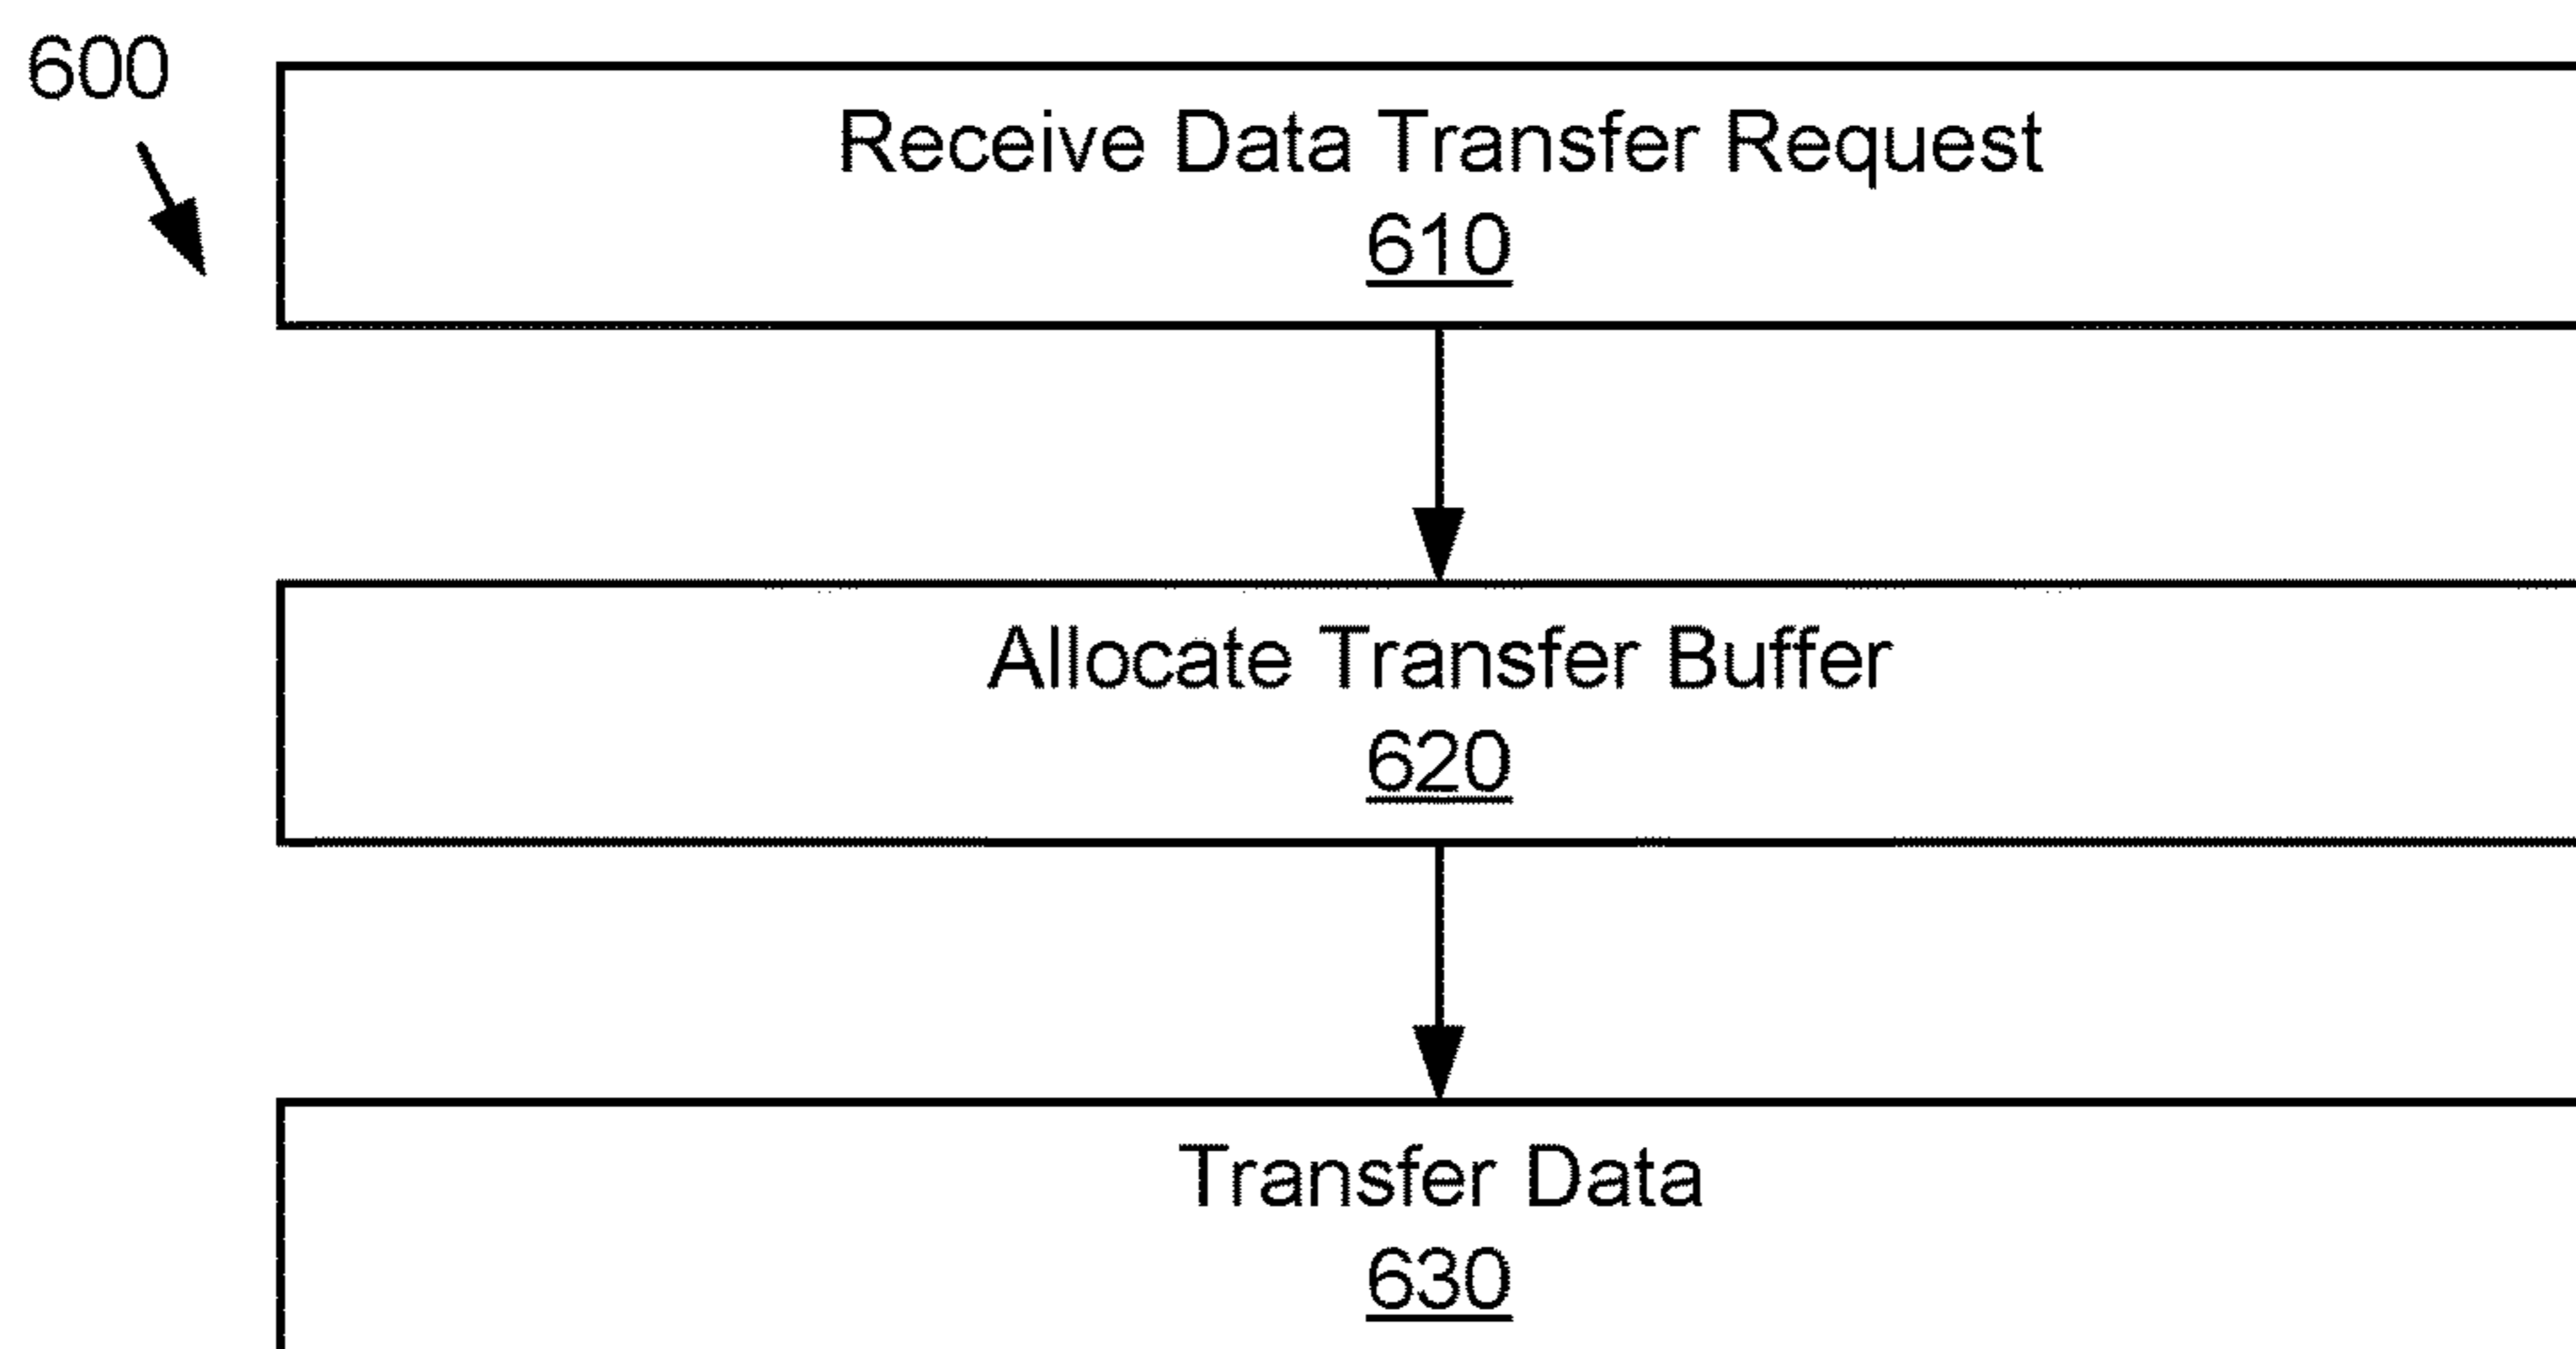 600
Receive Data Transfer Request
610
Allocate Transfer Buffer
620
Transfer Data
630